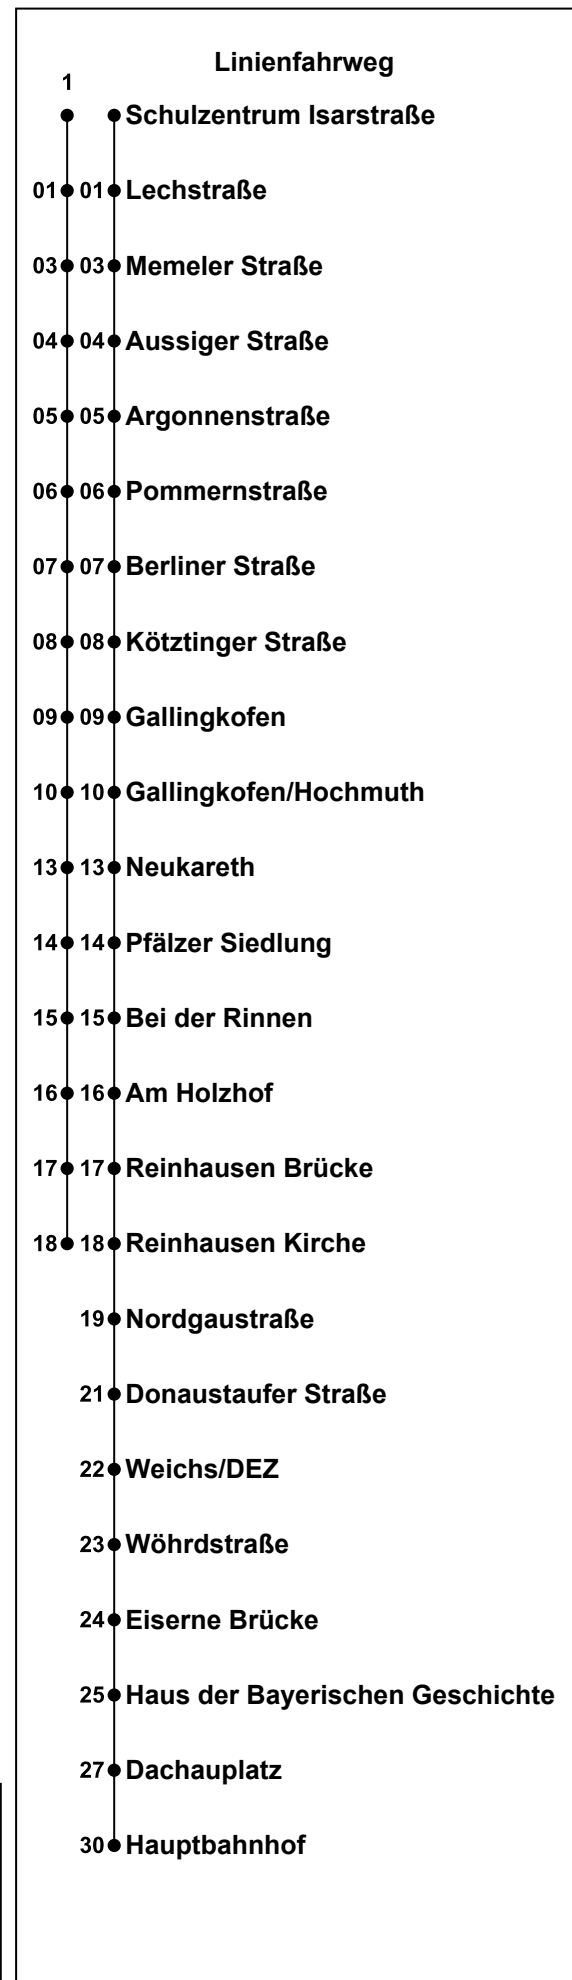 Linienfahrweg
1
Schulzentrum Isarstraße
01 01 Lechstraße
03 03 Memeler Straße
04 04 Aussiger Straße
05 05 Argonnenstraße
06 06 Pommernstraße
07 07 Berliner Straße
08 08 Kötztinger Straße
09 09 Gallingkofen
10 10 Gallingkofen/Hochmuth
13 13 Neukareth
14 14 Pfälzer Siedlung
15 15 Bei der Rinnen
16 16 Am Holzhof
17 17 Reinhausen Brücke
18 18 Reinhausen Kirche
19 Nordgaustraße
21 Donaustaufer Straße
22 Weichs/DEZ
23 Wöhrdstraße
24 Eiserne Brücke
25 Haus der Bayerischen Geschichte
27 Dachauplatz
30 Hauptbahnhof